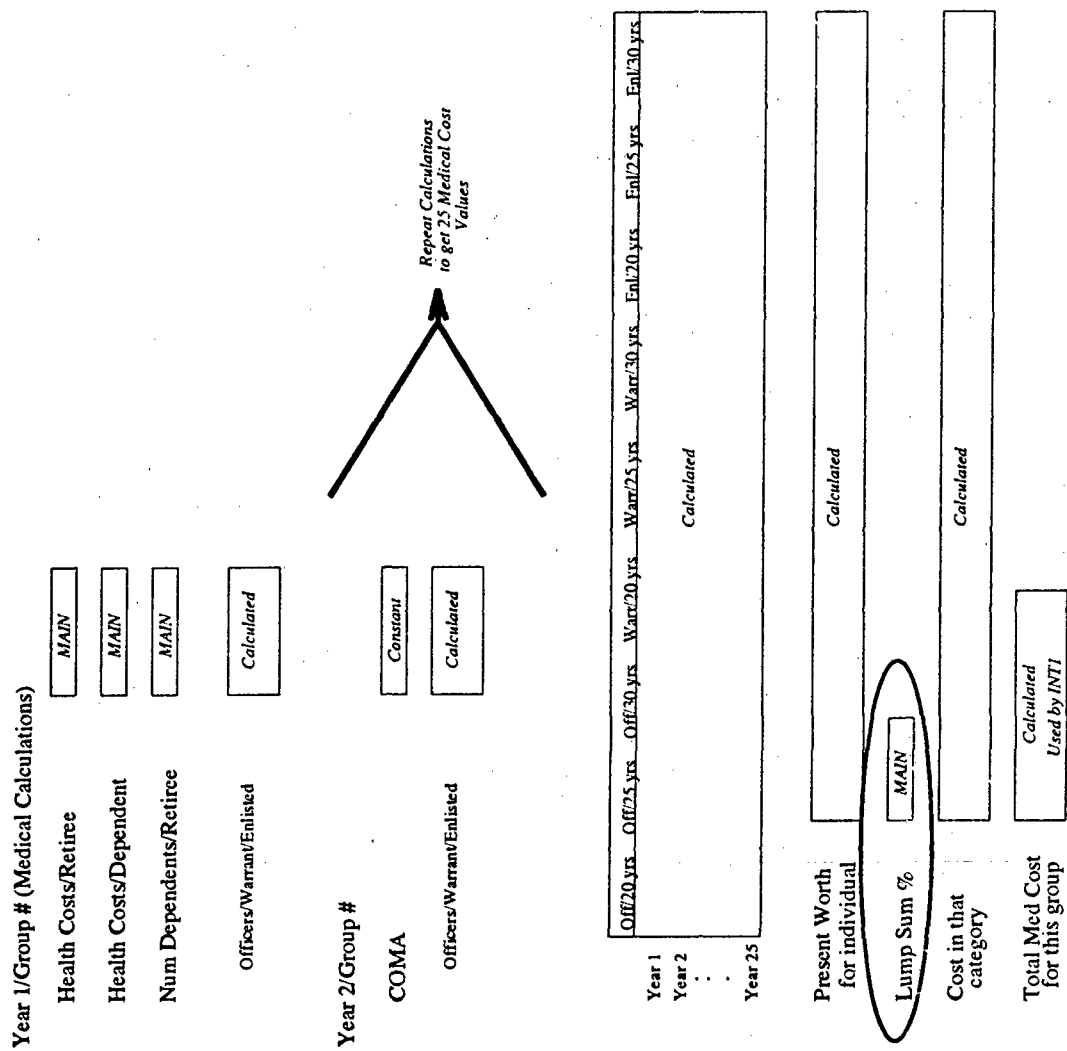 Year 1/Group # (Medical Calculations)
Health Costs/Retiree
MAIN
Health Costs/Dependent
MAIN
Num Dependents/Retiree
MAIN
Officers/Warrant/Enlisted
Calculated
Year 2/Group #
COMA
Constant
Officers/Warrant/Enlisted
Calculated
Repeat Calculations
to get 25 Medical Cost
Values
Off/20 yrs Off/25 yrs Off/30 yrs Warr/20 yrs Warr/25 yrs Warr/30 yrs Enl/20 yrs Enl/25 yrs Enl/30 yrs
Year 1
Year 2
.
.
Year 25
Calculated
Present Worth
for individual
Calculated
Lump Sum %
MAIN
Cost in that
category
Calculated
Total Med Cost
for this group
Calculated
Used by INT1